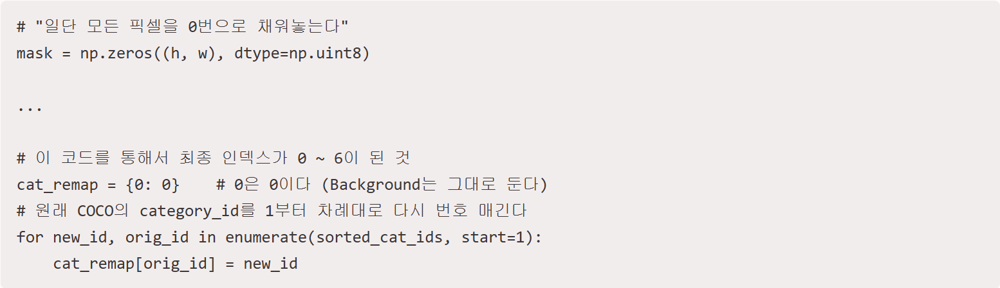 # "일단 모든 픽셀을 0번으로 채워놓는다"
mask = np.zeros((h, w), dtype=np.uint8)
...
# 이 코드를 통해서 최종 인덱스가 0 ~ 6이 된 것
cat_remap = {0: 0}    # 0은 0이다 (Background는 그대로 둔다)
# 원래 COCO의 category_id를 1부터 차례대로 다시 번호 매긴다
for new_id, orig_id in enumerate(sorted_cat_ids, start=1):
    cat_remap[orig_id] = new_id